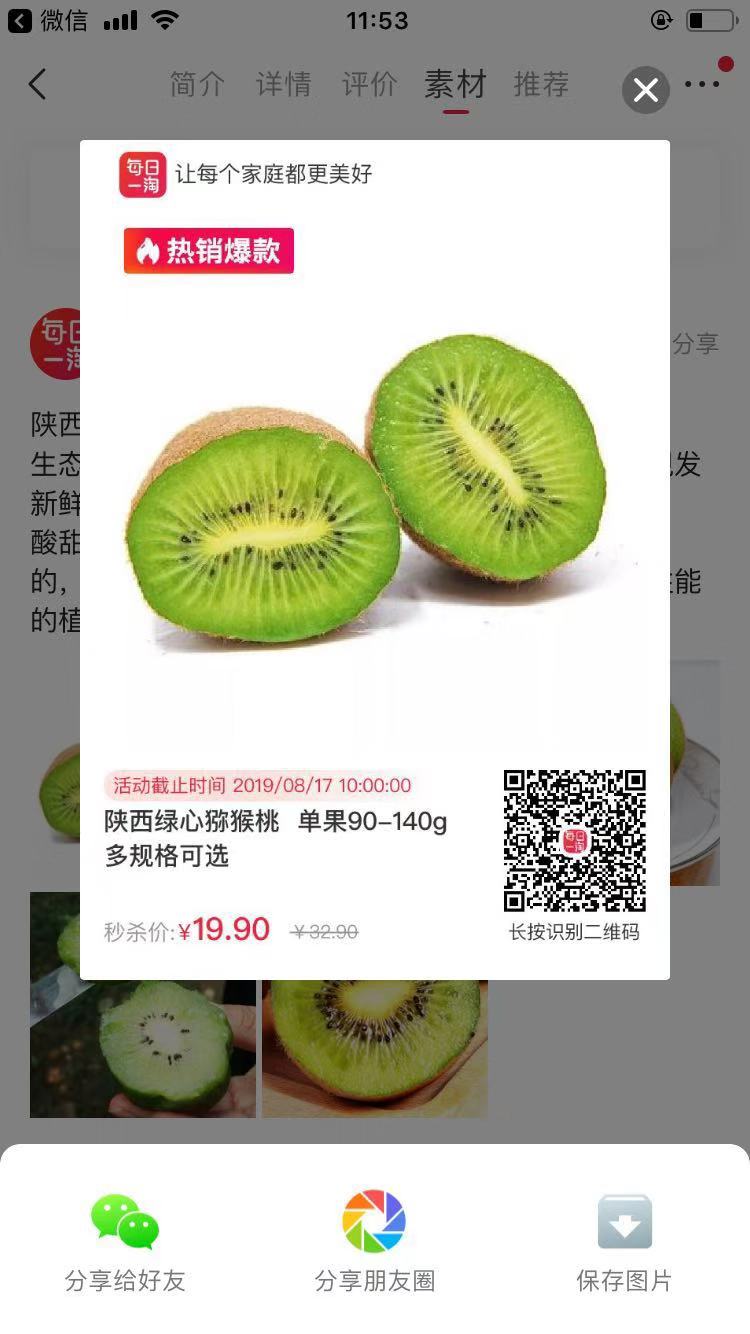 微信
11:53
简介 详情 评价 素材 推荐
每日
一淘
让每个家庭都更美好
热销爆款
每日
一淘
分享
陕西
生态
发
新鲜
酸甜
的，
能
的植
活动截止时间 2019/08/17 10:00:00
陕西绿心猕猴桃 单果90-140g
多规格可选
每日
一淘
秒杀价:¥19.90 ¥32.90
长按识别二维码
分享给好友
分享朋友圈
保存图片